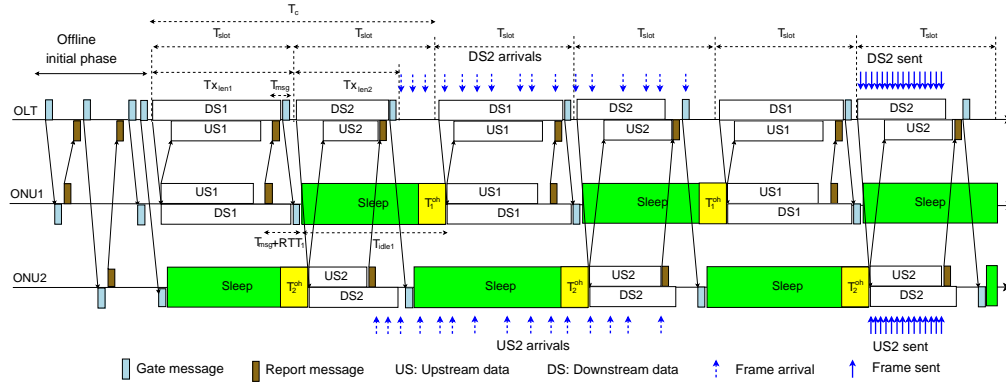 Tc
Offline
initial phase
Tslot
Tslot
Tslot
Tslot
Tslot
Tslot
DS2 arrivals
DS2 sent
Txlen1
Tmsg
Txlen2
OLT
DS1
DS2
DS1
DS2
DS1
DS2
US1
US2
US1
US2
US1
US2
ONU1
US1
Sleep
T1oh
US1
Sleep
T1oh
US1
Sleep
DS1
DS1
DS1
Tmsg+RTT1
Tidle1
ONU2
Sleep
T2oh
US2
Sleep
T2oh
US2
Sleep
T2oh
US2
DS2
DS2
DS2
US2 arrivals
US2 sent
Gate message
Report message
US: Upstream data
DS: Downstream data
Frame arrival
Frame sent